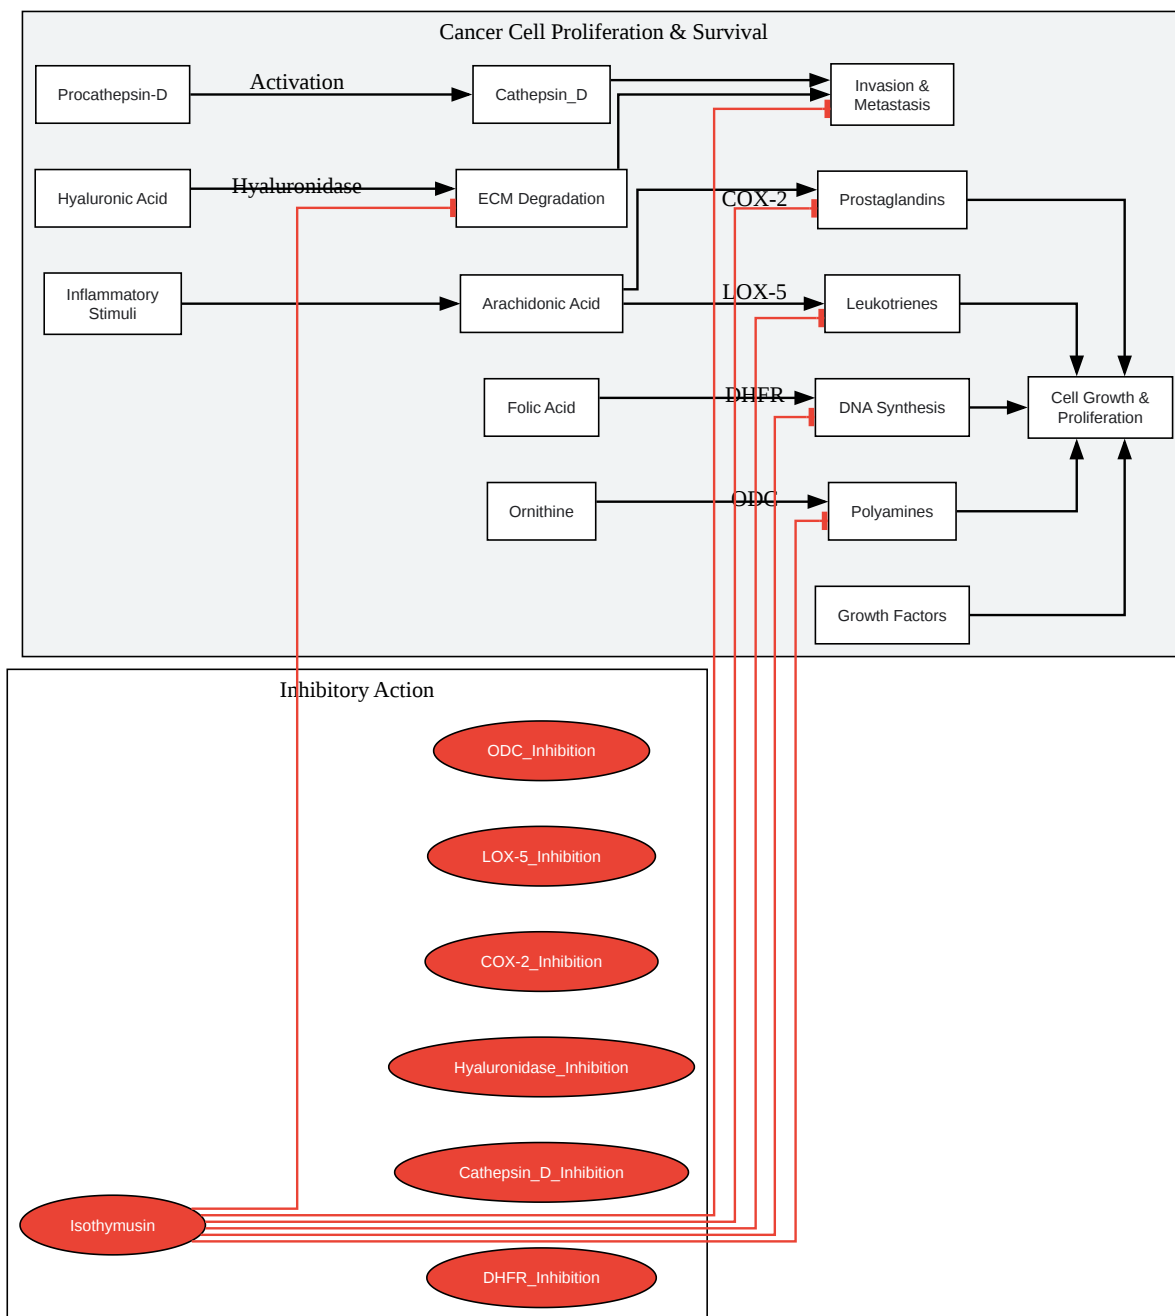 Cancer Cell Proliferation & Survival
Procathepsin-D
Activation
Cathepsin_D
Invasion &
Metastasis
Hyaluronic Acid
Hyaluronidase
ECM Degradation
COX-2
Prostaglandins
Inflammatory
Stimuli
Arachidonic Acid
LOX-5
Leukotrienes
Folic Acid
DHFR
DNA Synthesis
Cell Growth &
Proliferation
Ornithine
ODC
Polyamines
Growth Factors
Inhibitory Action
ODC_Inhibition
LOX-5_Inhibition
COX-2_Inhibition
Hyaluronidase_Inhibition
Cathepsin_D_Inhibition
Isothymusin
DHFR_Inhibition